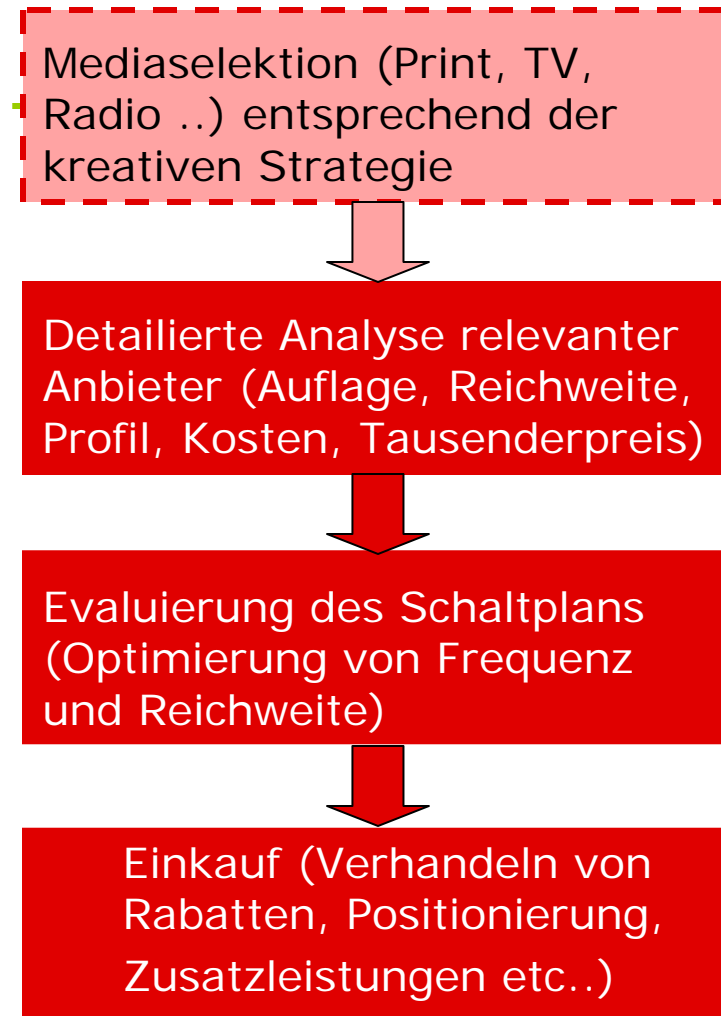 Mediaselektion (Print, TV,
Radio ..) entsprechend der
kreativen Strategie
Detailierte Analyse relevanter
Anbieter (Auflage, Reichweite,
Profil, Kosten, Tausenderpreis)
Evaluierung des Schaltplans
(Optimierung von Frequenz
und Reichweite)
Einkauf (Verhandeln von
Rabatten, Positionierung,
Zusatzleistungen etc..)